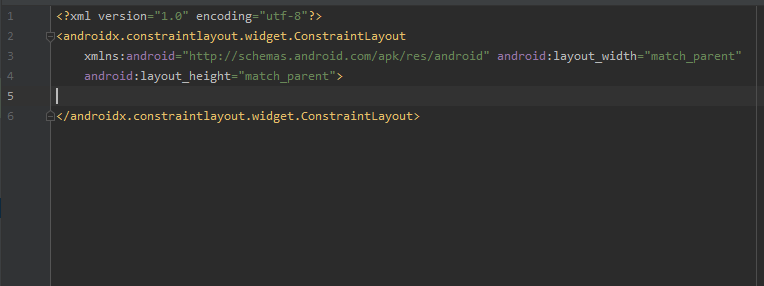 1 <?xml version="1.0" encoding="utf-8"?>
2 <androidx.constraintlayout.widget.ConstraintLayout
3 xmlns:android="http://schemas.android.com/apk/res/android" android:layout_width="match_parent"
4 android:layout_height="match_parent">
5
6 </androidx.constraintlayout.widget.ConstraintLayout>